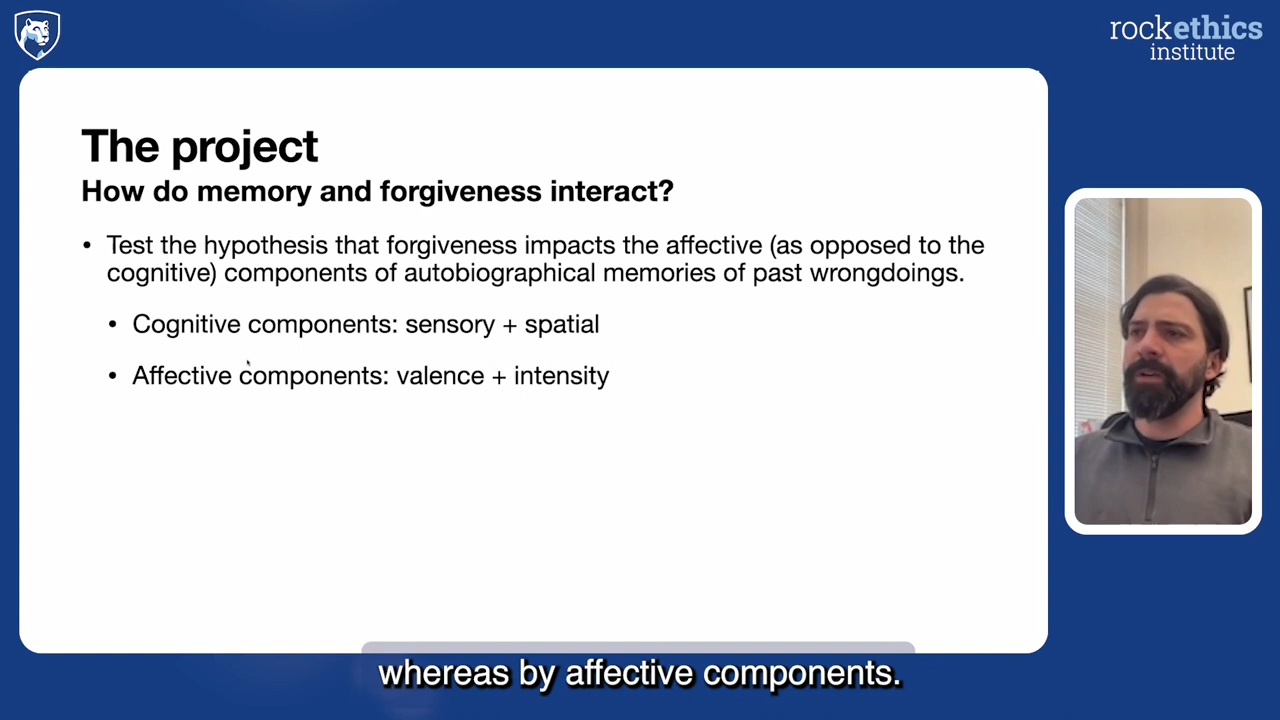 rockethics
institute
The project
How do memory and forgiveness interact?
• Test the hypothesis that forgiveness impacts the affective (as opposed to the
cognitive) components of autobiographical memories of past wrongdoings.
• Cognitive components: sensory + spatial
• Affective components: valence + intensity
whereas by affective components.